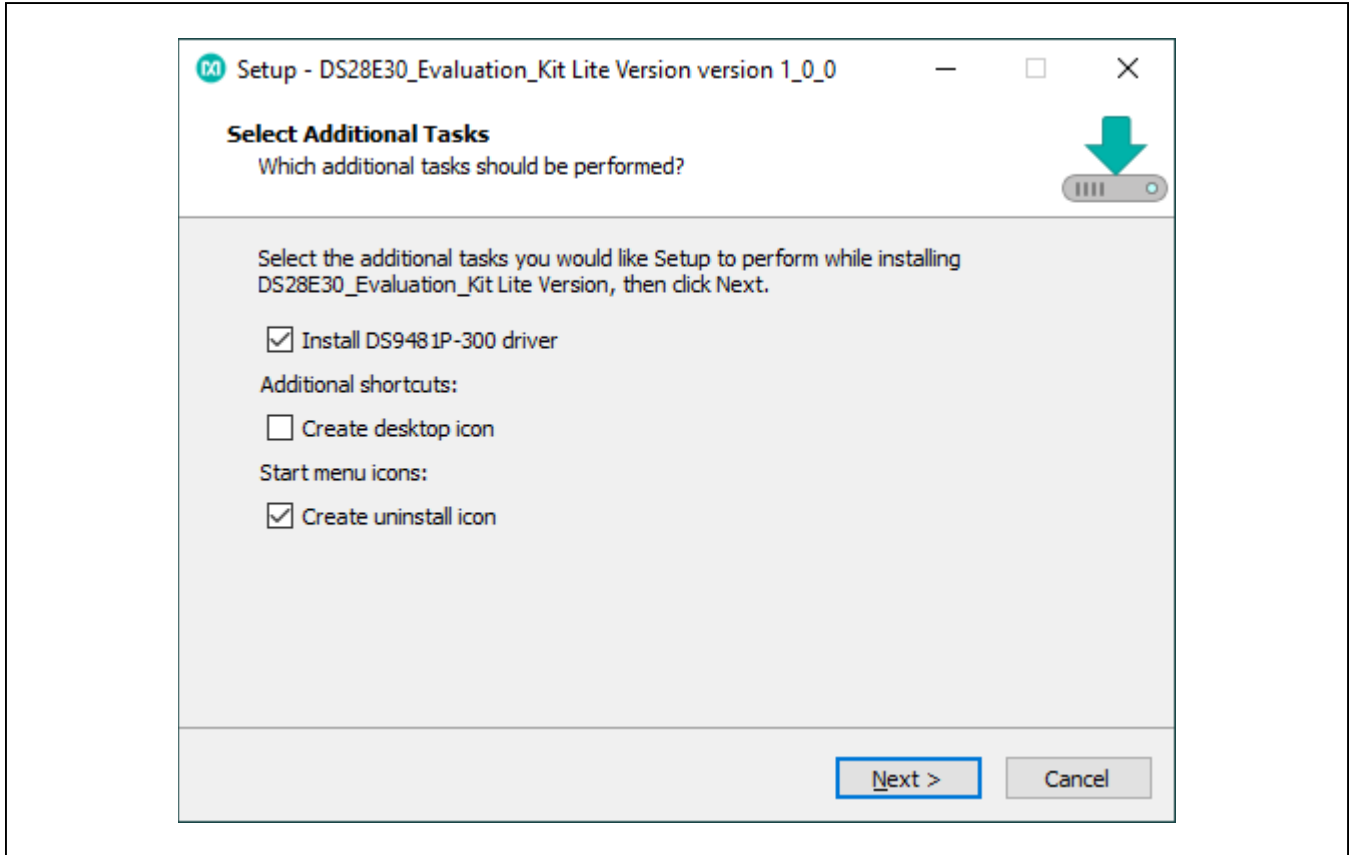 Setup - DS28E30_Evaluation_Kit Lite Version version 1_0_0
Select Additional Tasks
Which additional tasks should be performed?
Select the additional tasks you would like Setup to perform while installing
DS28E30_Evaluation_Kit Lite Version, then click Next.
Install DS9481P-300 driver
Additional shortcuts:
Create desktop icon
Start menu icons:
Create uninstall icon
Next >
Cancel